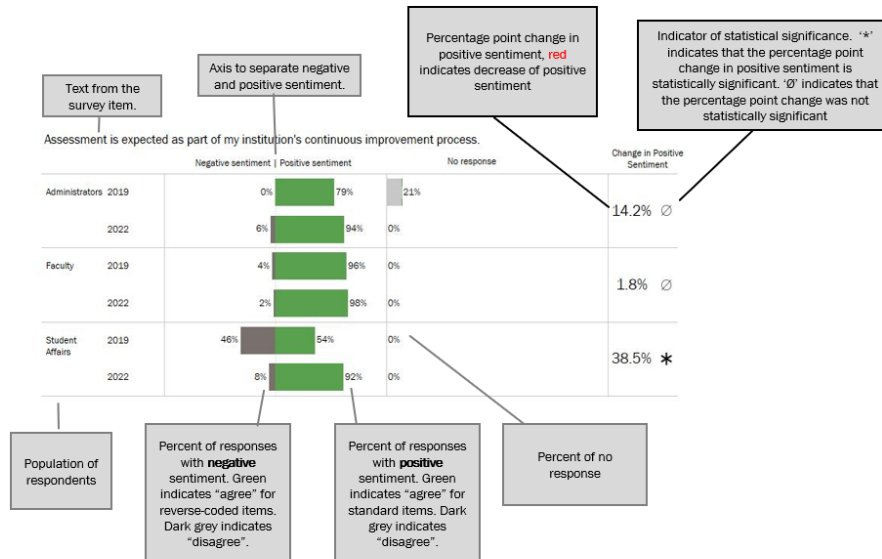 Text from the
survey item.
Axis to separate negative
and positive sentiment.
Percentage point change in
positive sentiment, red
indicates decrease of positive
sentiment
Indicator of statistical significance. ‘*’
indicates that the percentage point
change in positive sentiment is
statistically significant. ‘Ø’ indicates that
the percentage point change was not
statistically significant
Assessment is expected as part of my institution's continuous improvement process.
Negative sentiment | Positive sentiment
No response
Change in Positive
Sentiment
Administrators 2019 0% 79% 21%
2022 6% 94% 0%
14.2% ∅
Faculty 2019 4% 96% 0%
2022 2% 98% 0%
1.8% ∅
Student
Affairs
2019 46% 54% 0%
2022 8% 92% 0%
38.5% *
Population of
respondents
Percent of responses
with negative
sentiment. Green
indicates “agree” for
reverse-coded items.
Dark grey indicates
“disagree”.
Percent of responses
with positive
sentiment. Green
indicates “agree” for
standard items. Dark
grey indicates
“disagree”.
Percent of no
response